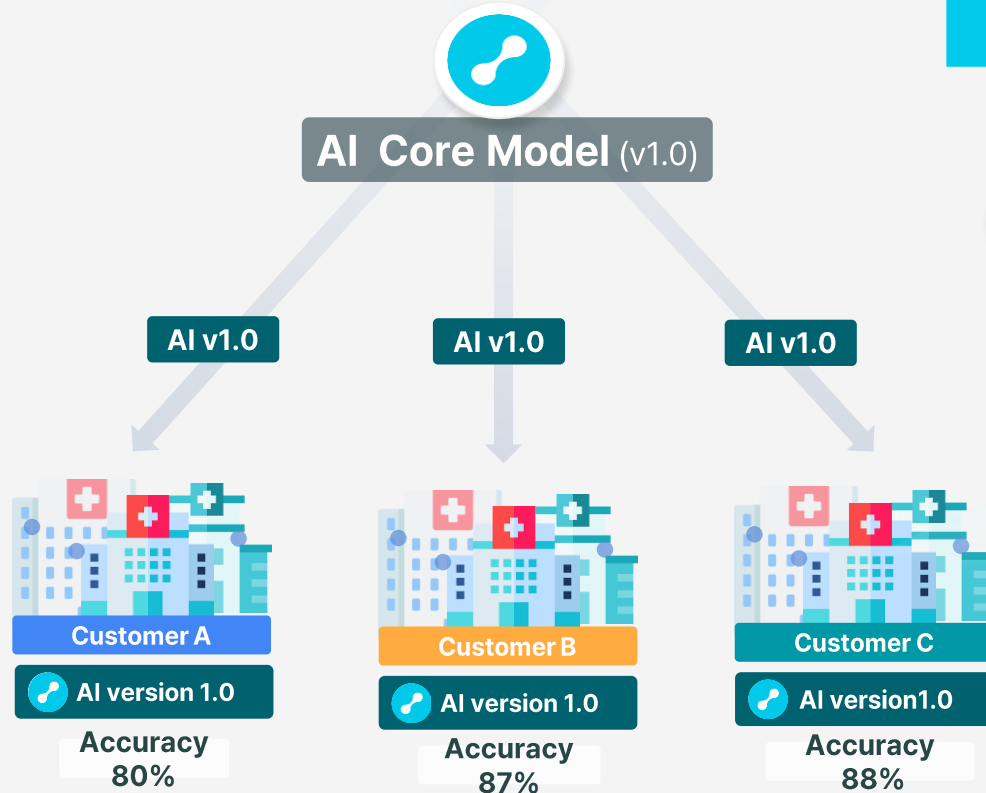 AI Core Model (v1.0)
AI v1.0
AI v1.0
AI v1.0
Customer A
AI version 1.0
Accuracy
80%
Customer B
AI version 1.0
Accuracy
87%
Customer C
AI version1.0
Accuracy
88%